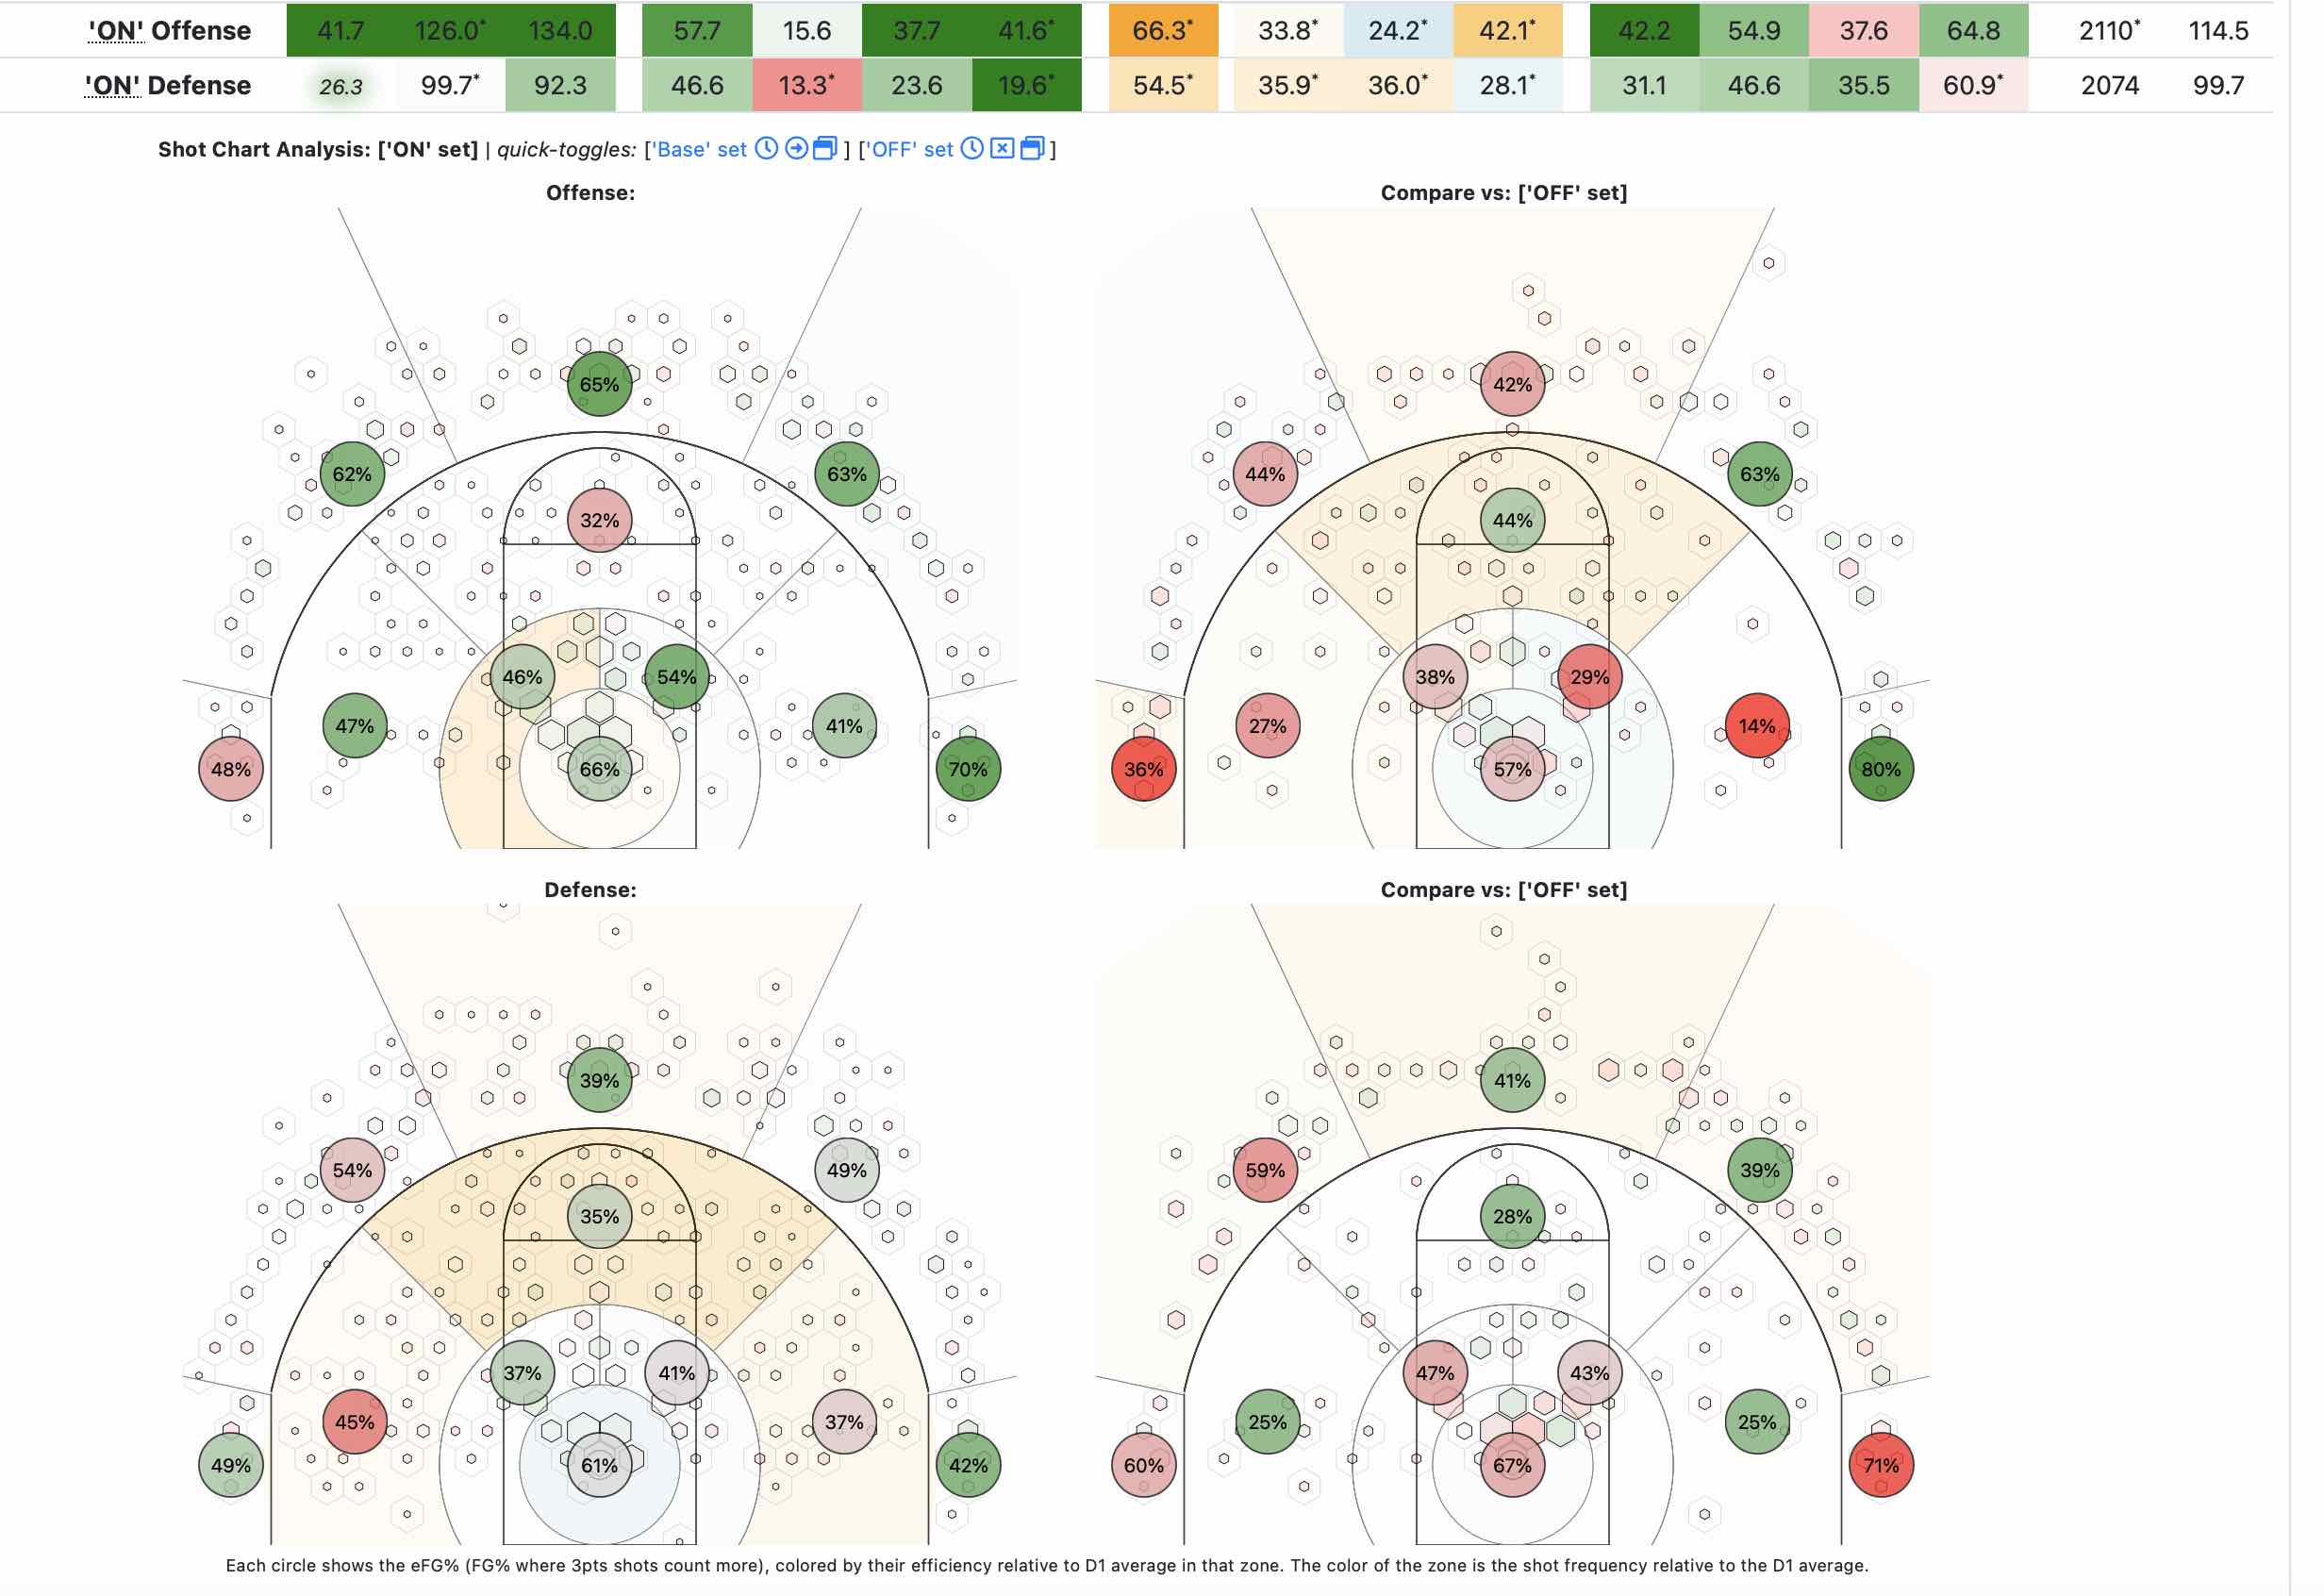 'ON' Offense 41.7 126.0* 134.0 57.7 15.6 37.7 41.6* 66.3* 33.8* 24.2* 42.1* 42.2 54.9 37.6 64.8 2110* 114.5
'ON' Defense 26.3 99.7* 92.3 46.6 13.3* 23.6 19.6* 54.5* 35.9* 36.0* 28.1* 31.1 46.6 35.5 60.9* 2074 99.7
Shot Chart Analysis: ['ON' set] | quick-toggles: ['Base' set ] ['OFF' set ]
Offense:
65%
62% 63%
32%
46% 54%
47% 41%
48% 66% 70%
Compare vs: ['OFF' set]
42%
44% 63%
44%
38% 29%
27% 14%
36% 57% 80%
Defense:
39%
54% 49%
35%
37% 41%
45% 37%
49% 61% 42%
Compare vs: ['OFF' set]
41%
59% 39%
28%
47% 43%
25% 25%
60% 67% 71%
Each circle shows the eFG% (FG% where 3pts shots count more), colored by their efficiency relative to D1 average in that zone. The color of the zone is the shot frequency relative to the D1 average.